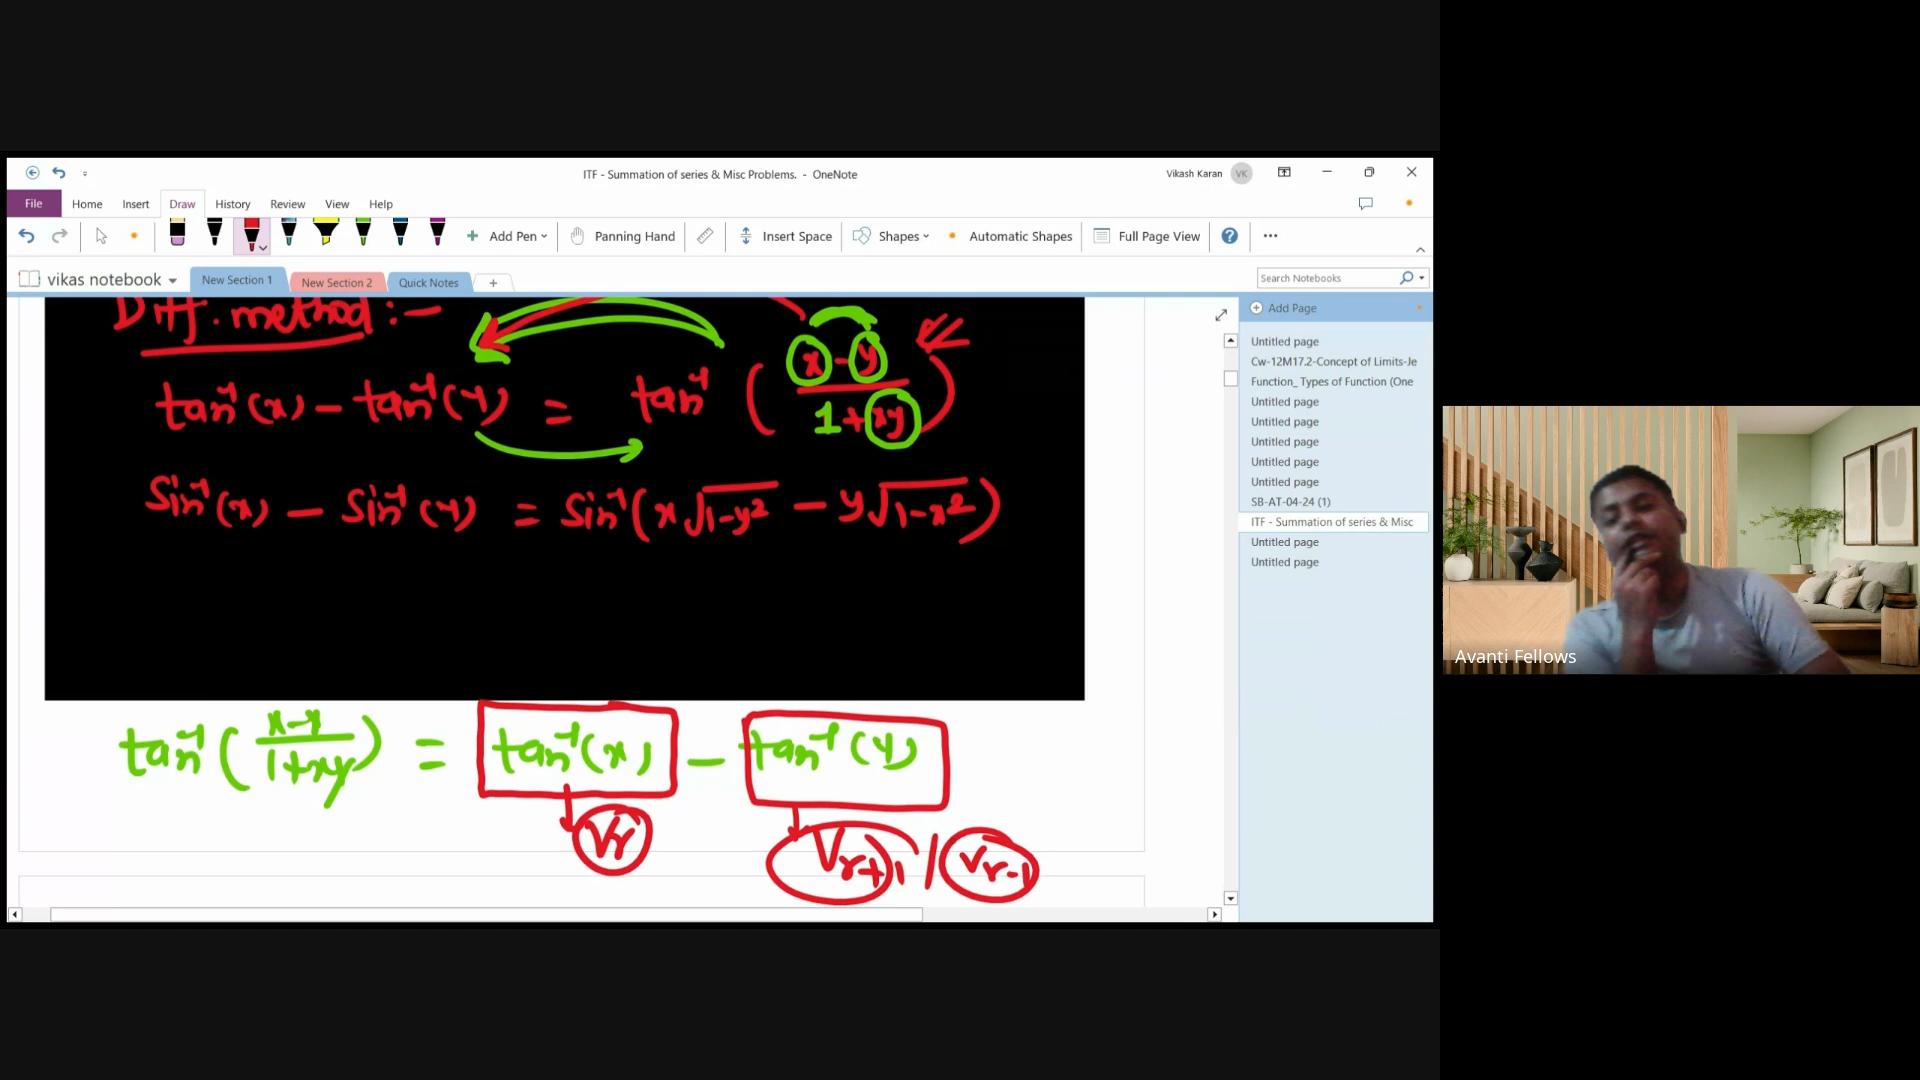 ITF - Summation of series & Misc Problems. - OneNote
Vikash Karan VK
File Home Insert Draw History Review View Help
Add Pen Panning Hand Insert Space Shapes Automatic Shapes Full Page View
vikas notebook New Section 1 New Section 2 Quick Notes +
Search Notebooks
Add Page
Untitled page
Cw-12M17.2-Concept of Limits-Je
Function_ Types of Function (One
Untitled page
Untitled page
Untitled page
Untitled page
Untitled page
SB-AT-04-24 (1)
ITF - Summation of series & Misc
Untitled page
Untitled page
Diff. method :-
tan⁻¹(x) - tan⁻¹(y) = tan⁻¹ ( (x-y)/(1+xy) )
Sin⁻¹(x) - Sin⁻¹(y) = Sin⁻¹(x√(1-y²) - y√(1-x²))
tan⁻¹( (x-y)/(1+xy) ) = tan⁻¹(x) - tan⁻¹(y)
Vr Vr+1 / Vr-1
Avanti Fellows